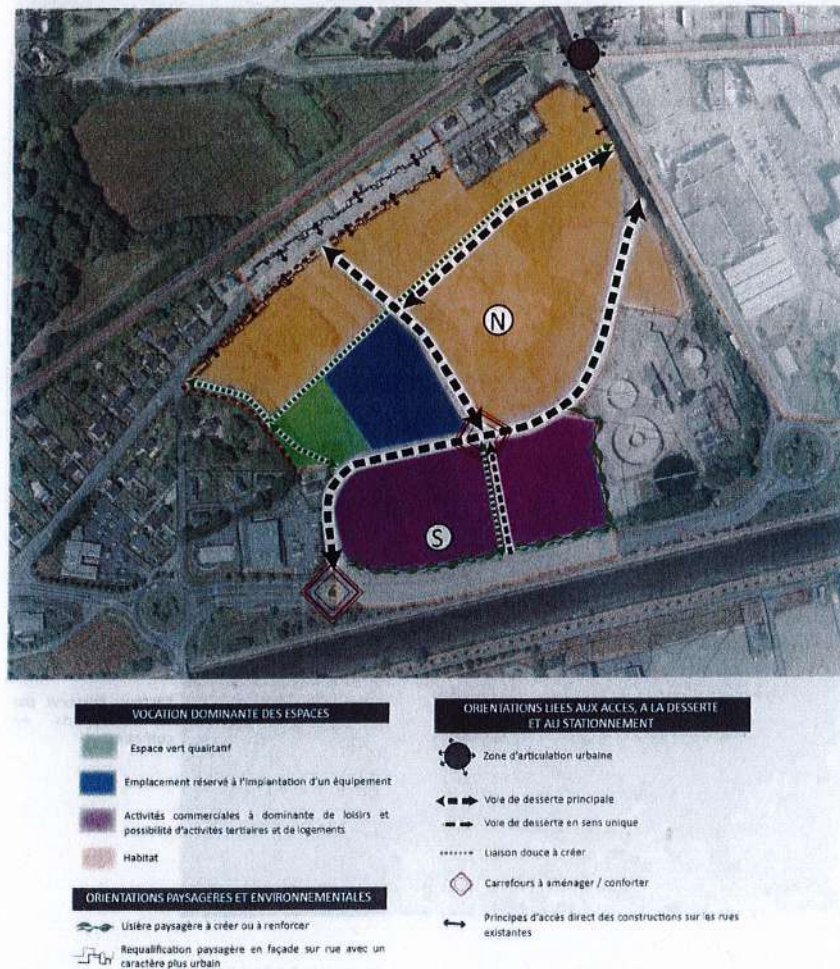 N
S
VOCATION DOMINANTE DES ESPACES
Espace vert qualitatif
Emplacement réservé à l'implantation d'un équipement
Activités commerciales à dominante de loisirs et
possibilité d'activités tertiaires et de logements
Habitat
ORIENTATIONS PAYSAGERES ET ENVIRONNEMENTALES
Lisière paysagère à créer ou à renforcer
Requalification paysagère en façade sur rue avec un
caractère plus urbain
ORIENTATIONS LIEES AUX ACCES, A LA DESSERTE
ET AU STATIONNEMENT
Zone d'articulation urbaine
Voie de desserte principale
Voie de desserte en sens unique
Liaison douce à créer
Carrefours à aménager / conforter
Principes d'accès direct des constructions sur les rues
existantes